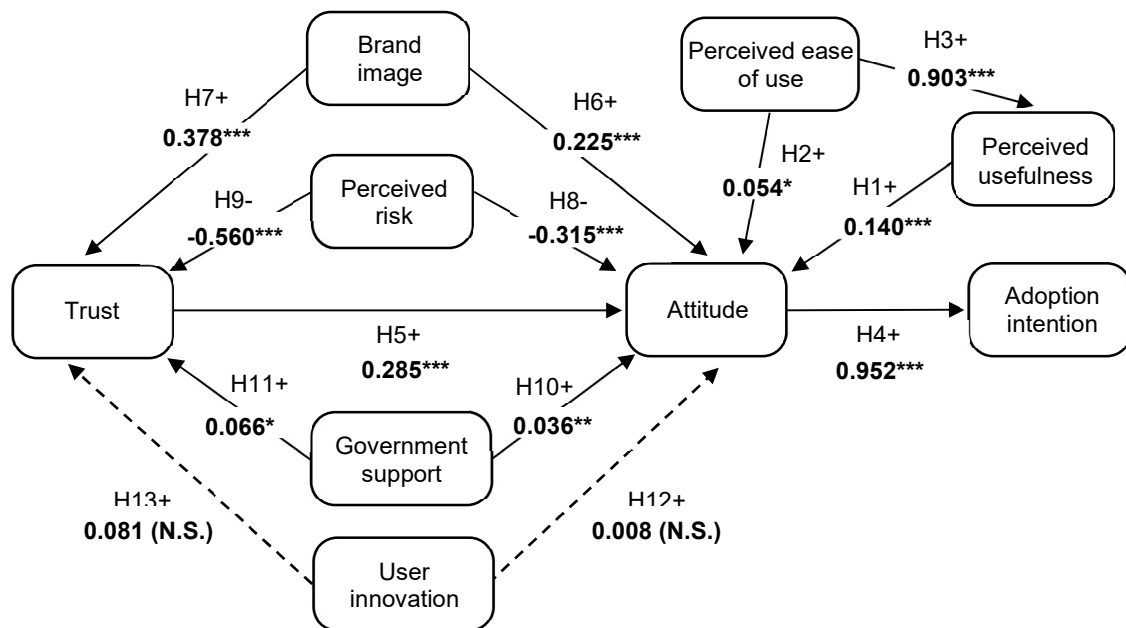 Brand
image
Perceived ease
of use
H3+
0.903***
H7+
0.378***
H6+
0.225***
H2+
0.054*
Perceived
usefulness
H1+
0.140***
Perceived
risk
H9-
-0.560***
H8-
-0.315***
Trust
Attitude
Adoption
intention
H5+
0.285***
H4+
0.952***
H11+
0.066*
H10+
0.036**
Government
support
H13+
0.081 (N.S.)
H12+
0.008 (N.S.)
User
innovation